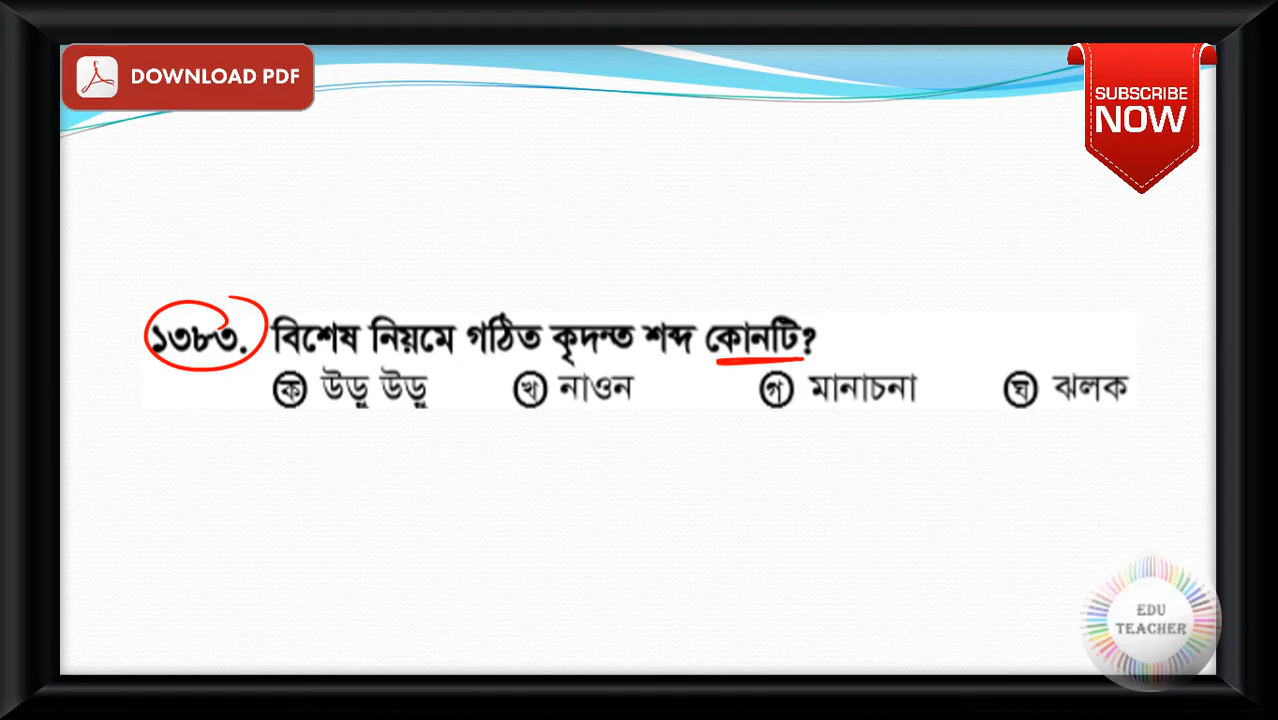 DOWNLOAD PDF
SUBSCRIBE
NOW
১৩৮৩. বিশেষ নিয়মে গঠিত কৃদন্ত শব্দ কোনটি?
ক উড়ু উড়ু খ নাওন গ মানাচনা ঘ ঝলক
EDU
TEACHER